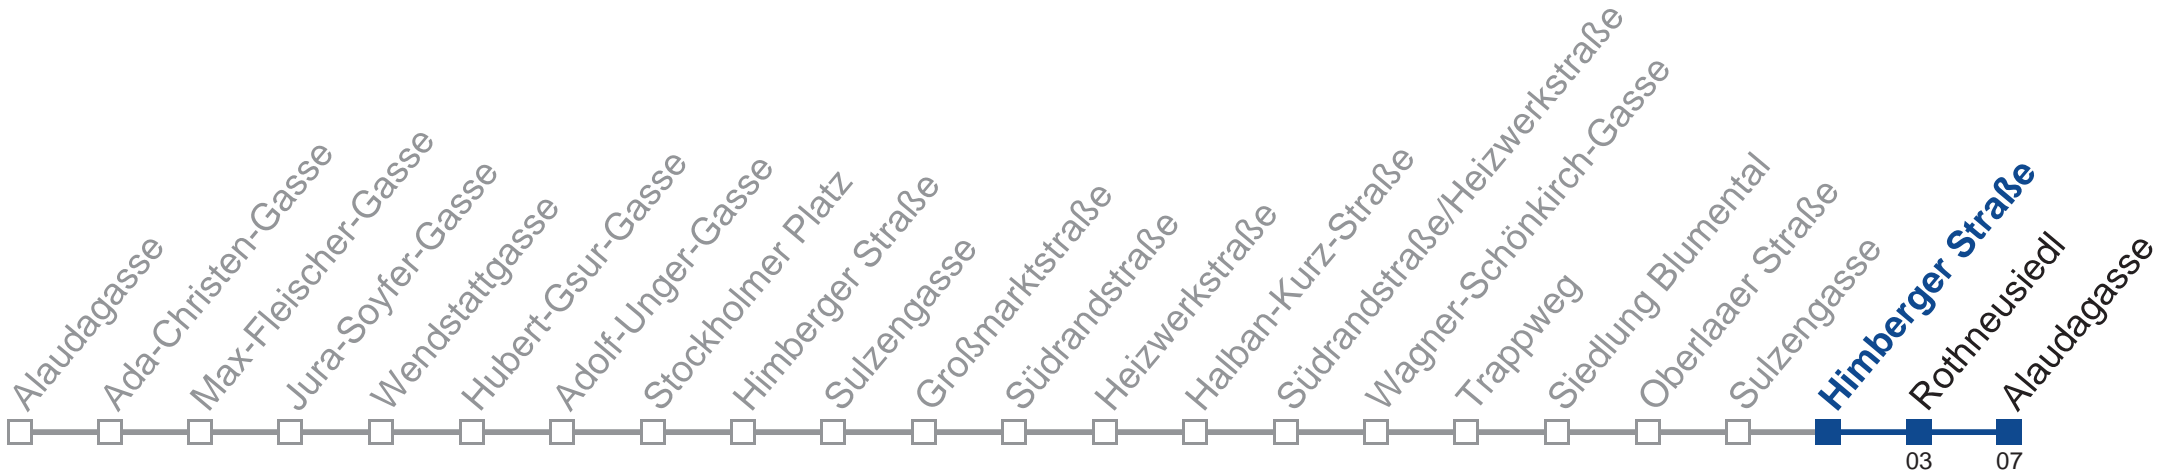 Alaudagasse
Ada-Christen-Gasse
Max-Fleischer-Gasse
Jura-Soyfer-Gasse
Wendstattgasse
Hubert-Gsur-Gasse
Adolf-Unger-Gasse
Stockholmer Platz
Himberger Straße
Sulzengasse
Großmarktstraße
Südrandstraße
Heizwerkstraße
Halban-Kurz-Straße
Südrandstraße/Heizwerkstraße
Wagner-Schönkirch-Gasse
Trappweg
Siedlung Blumental
Oberlaaer Straße
Sulzengasse
Himberger Straße
Rothneusiedl
Alaudagasse
03
07